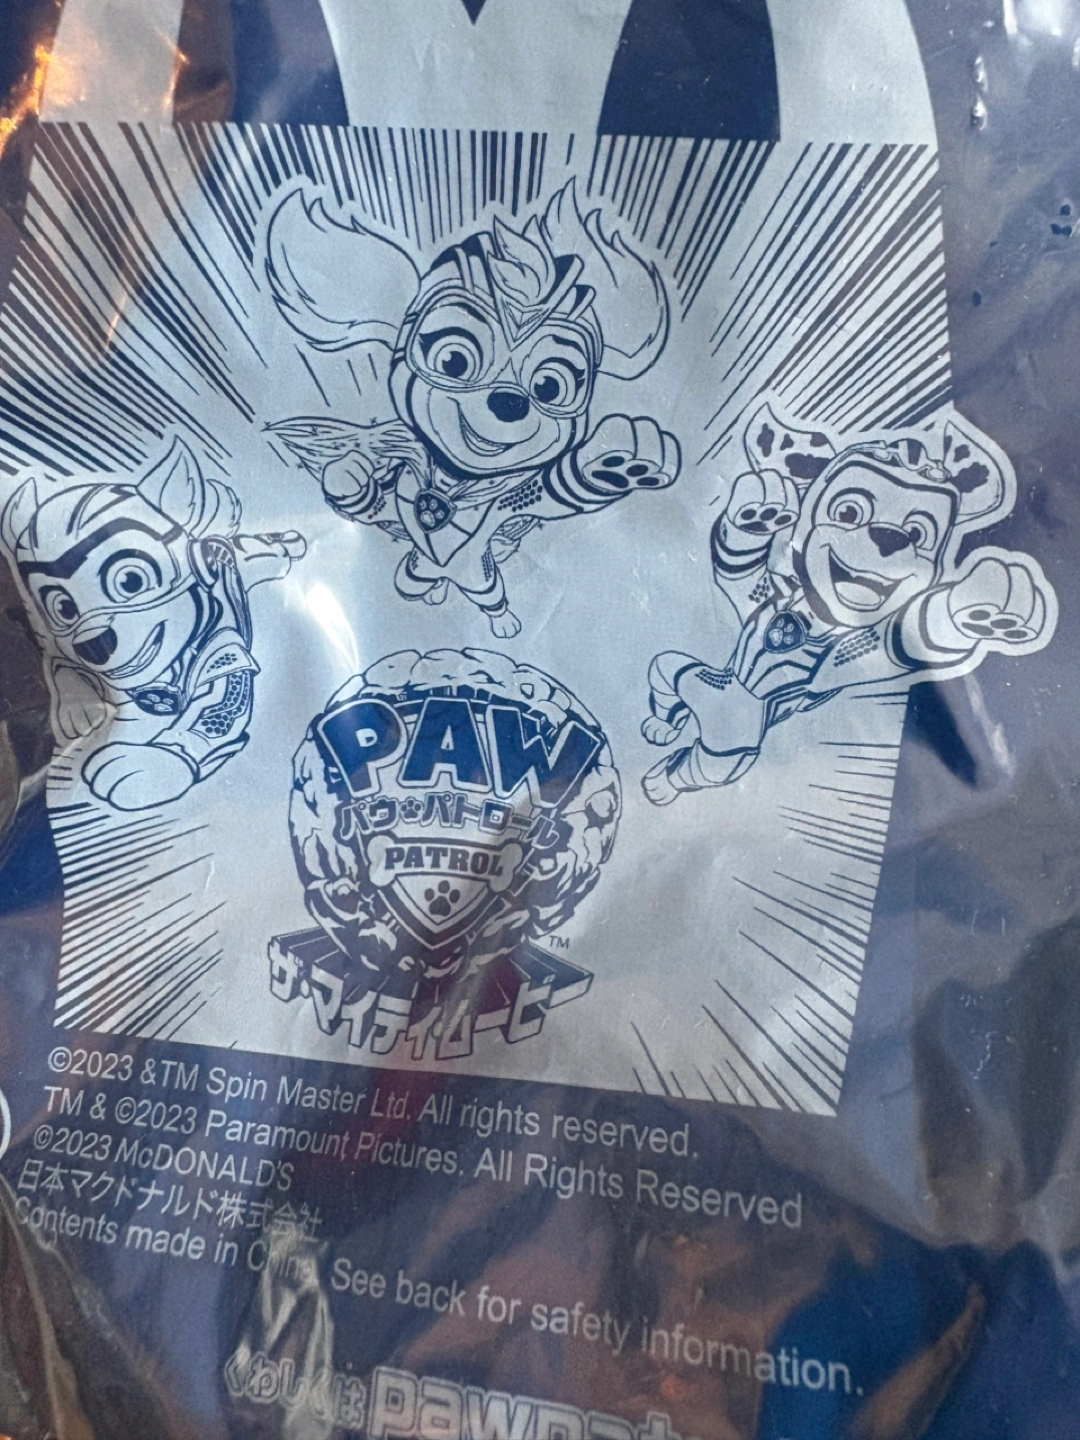 PAW
パウ・パトロール
PATROL
TM
ザ・マイティ・ムービー
©2023 &TM Spin Master Ltd. All rights reserved.
TM & ©2023 Paramount Pictures. All Rights Reserved
©2023 McDONALD'S
日本マクドナルド株式会社
Contents made in China. See back for safety information.
くわしくは